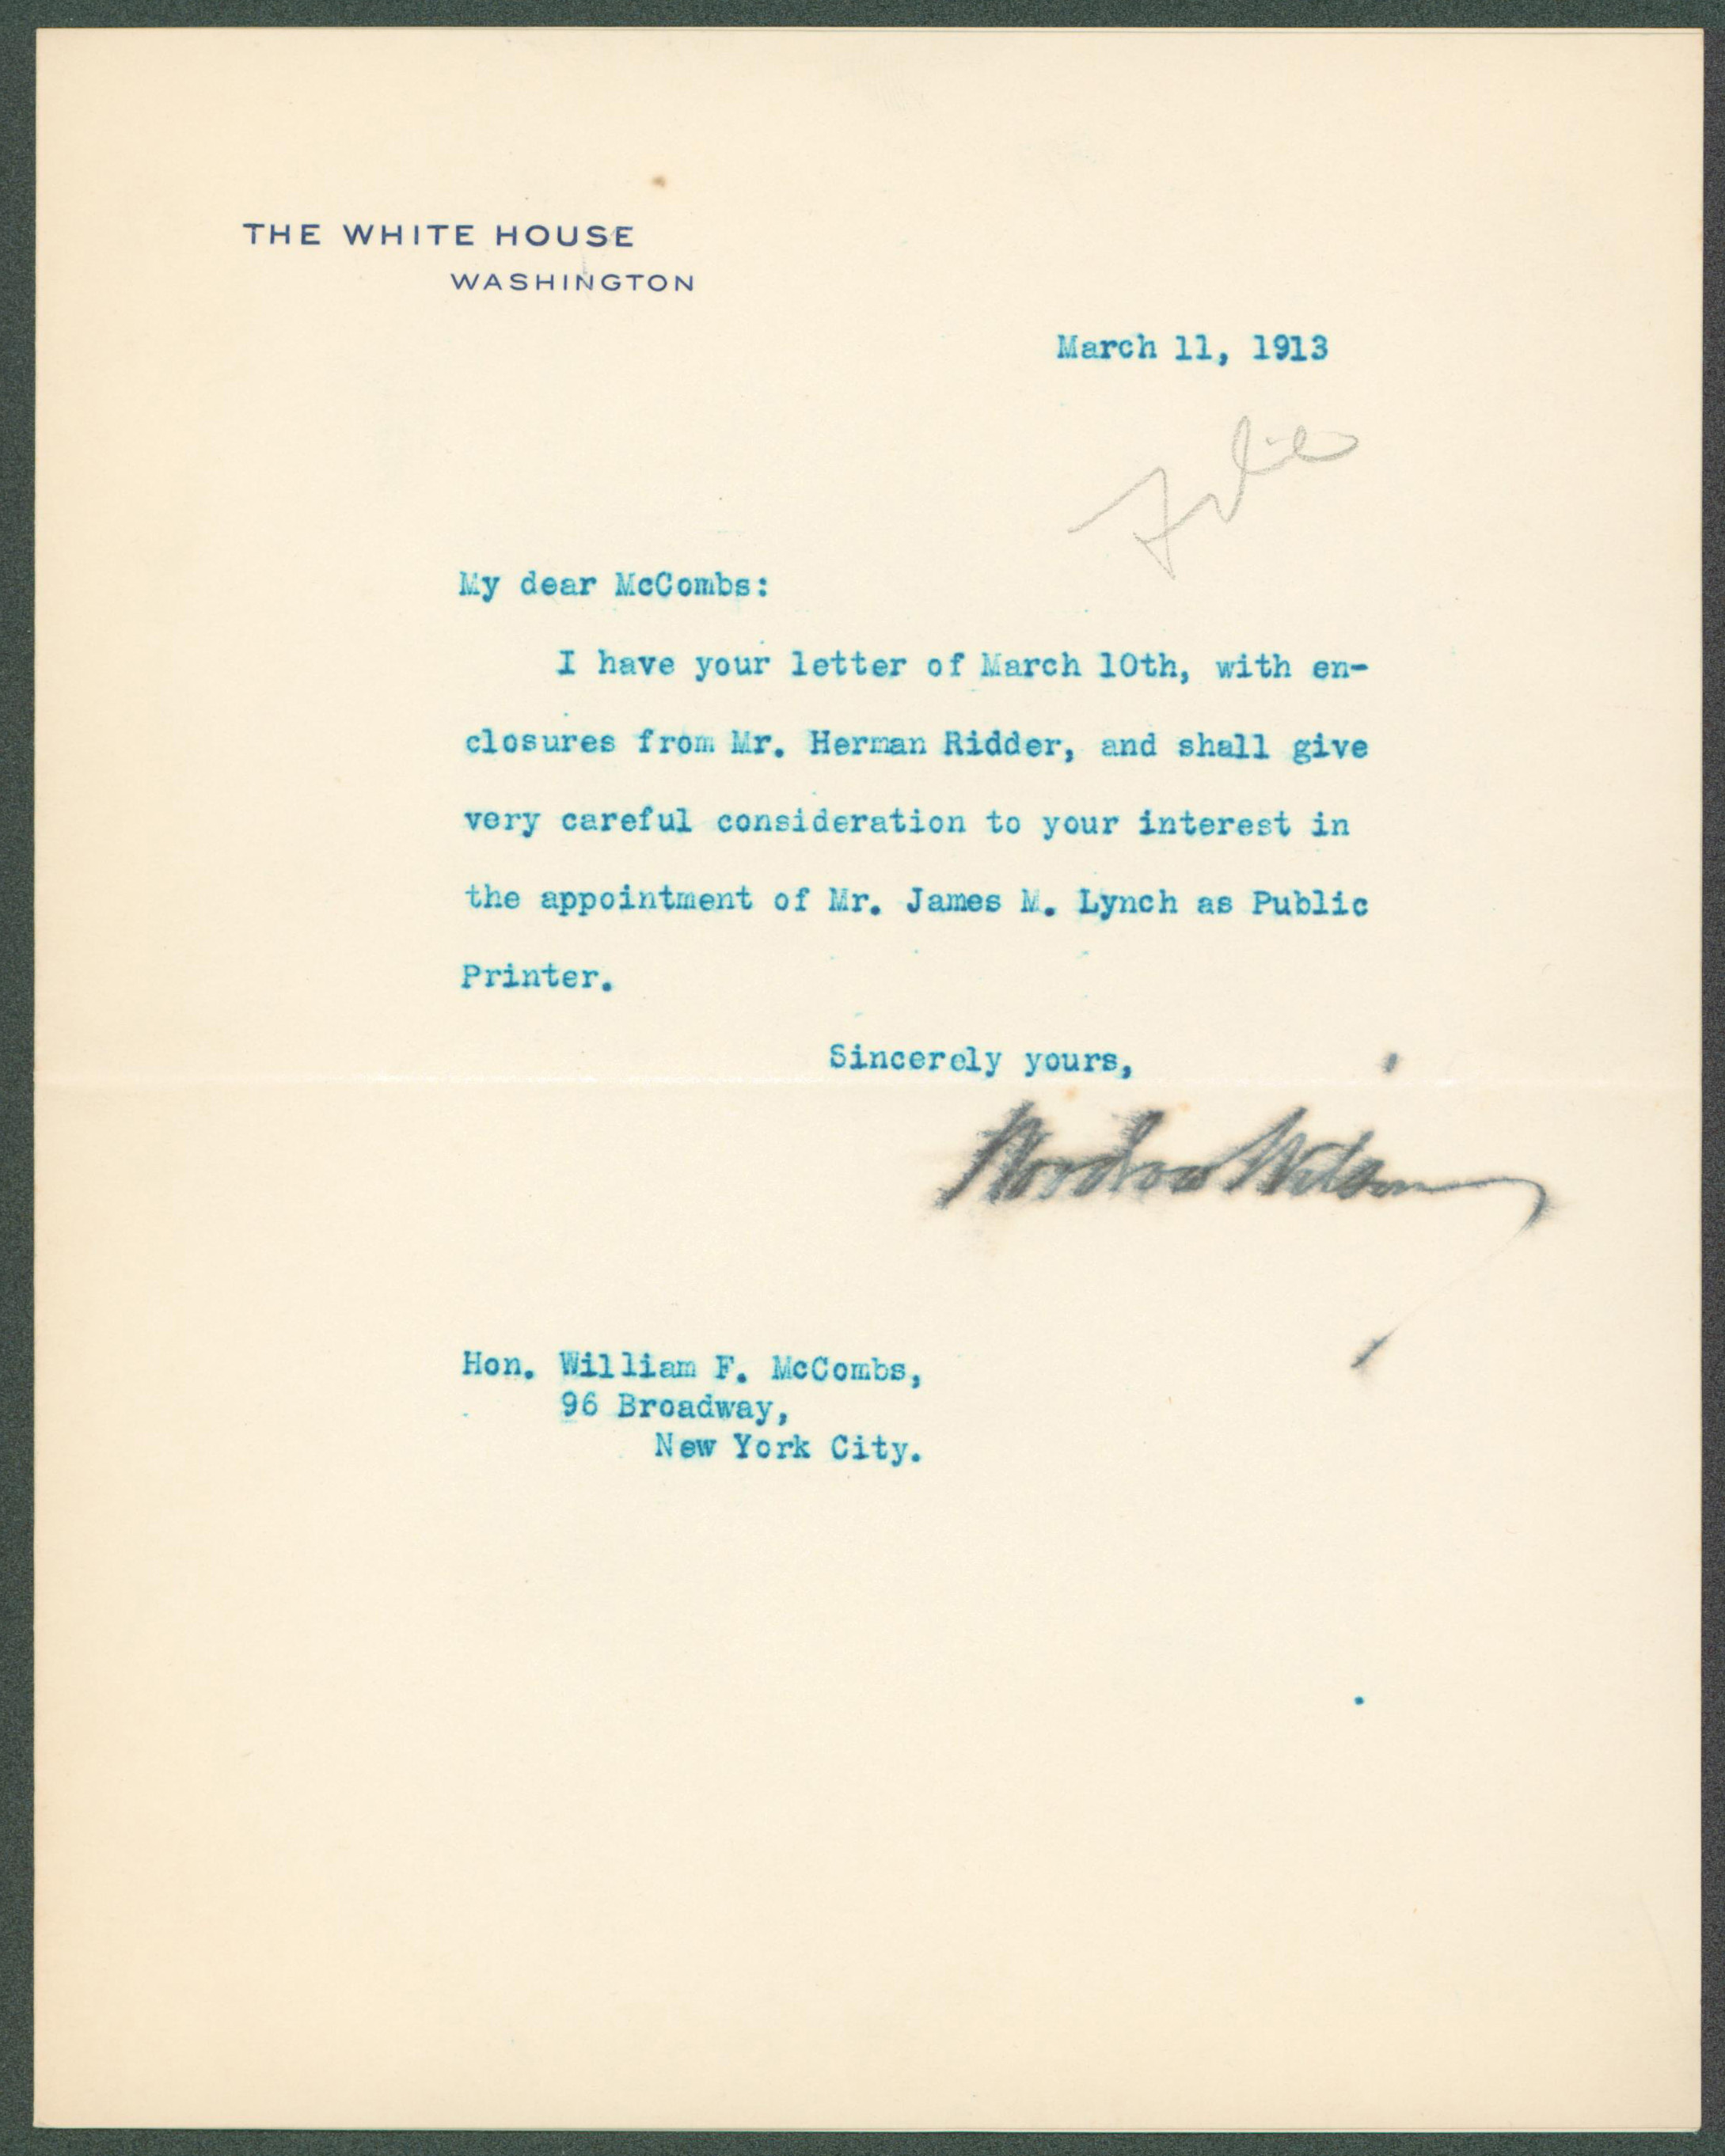 THE WHITE HOUSE
WASHINGTON
March 11, 1913
File
My dear McCombs:
I have your letter of March 10th, with en-
closures from Mr. Herman Ridder, and shall give
very careful consideration to your interest in
the appointment of Mr. James M. Lynch as Public
Printer.
Sincerely yours,
Woodrow Wilson
Hon. William F. McCombs,
96 Broadway,
New York City.